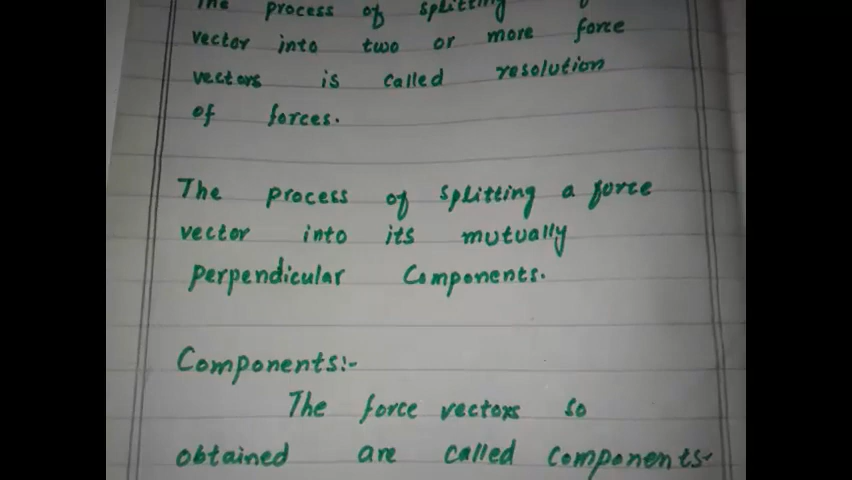 The process of splitting
vector into two or more force
vectors is called resolution
of forces.
The process of splitting a force
vector into its mutually
perpendicular Components.
Components:-
The force vectors so
obtained are called components.